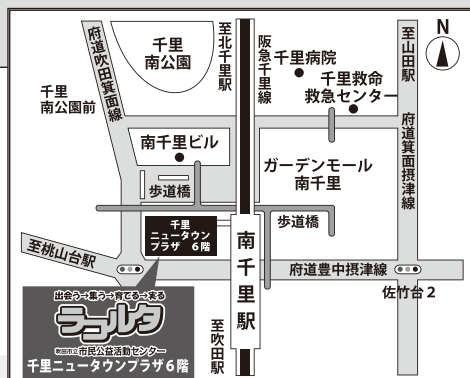 府道吹田箕面線
千里
南公園
至北千里駅
阪急千里線
千里病院
千里救命
救急センター
至山田駅
N
千里
南公園前
南千里ビル
ガーデンモール
南千里
府道箕面摂津線
歩道橋
歩道橋
千里
ニュータウン
プラザ 6階
南千里駅
至桃山台駅
府道豊中摂津線
佐竹台2
出会う→集う→育てる→実る
ラコルタ
吹田市立市民公益活動センター
千里ニュータウンプラザ6階
至吹田駅